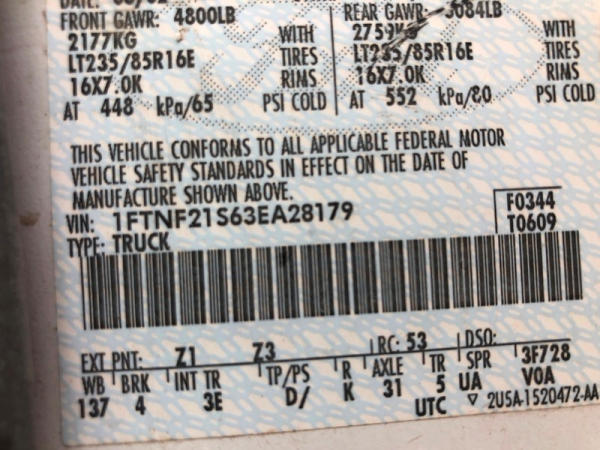 DATE:
FRONT GAWR: 4800LB
2177KG
WITH
LT235/85R16E
TIRES
16X7.0K
RIMS
AT 448 kPa/65
PSI COLD
REAR GAWR:
WITH
LT235/85R16E
TIRES
16X7.0K
RIMS
AT 552 kPa/80
PSI COLD
THIS VEHICLE CONFORMS TO ALL APPLICABLE FEDERAL MOTOR
VEHICLE SAFETY STANDARDS IN EFFECT ON THE DATE OF
MANUFACTURE SHOWN ABOVE.
VIN: 1FTNF21S63EA28179
F0344
T0609
TYPE: TRUCK
EXT PNT: Z1 Z3 RC: 53 DSO:
WB BRK INT TR TP/PS R AXLE TR SPR 3F728
137 4 3E D/ K 31 5 UA VOA
UTC ▽ 2U5A-1520472-AA